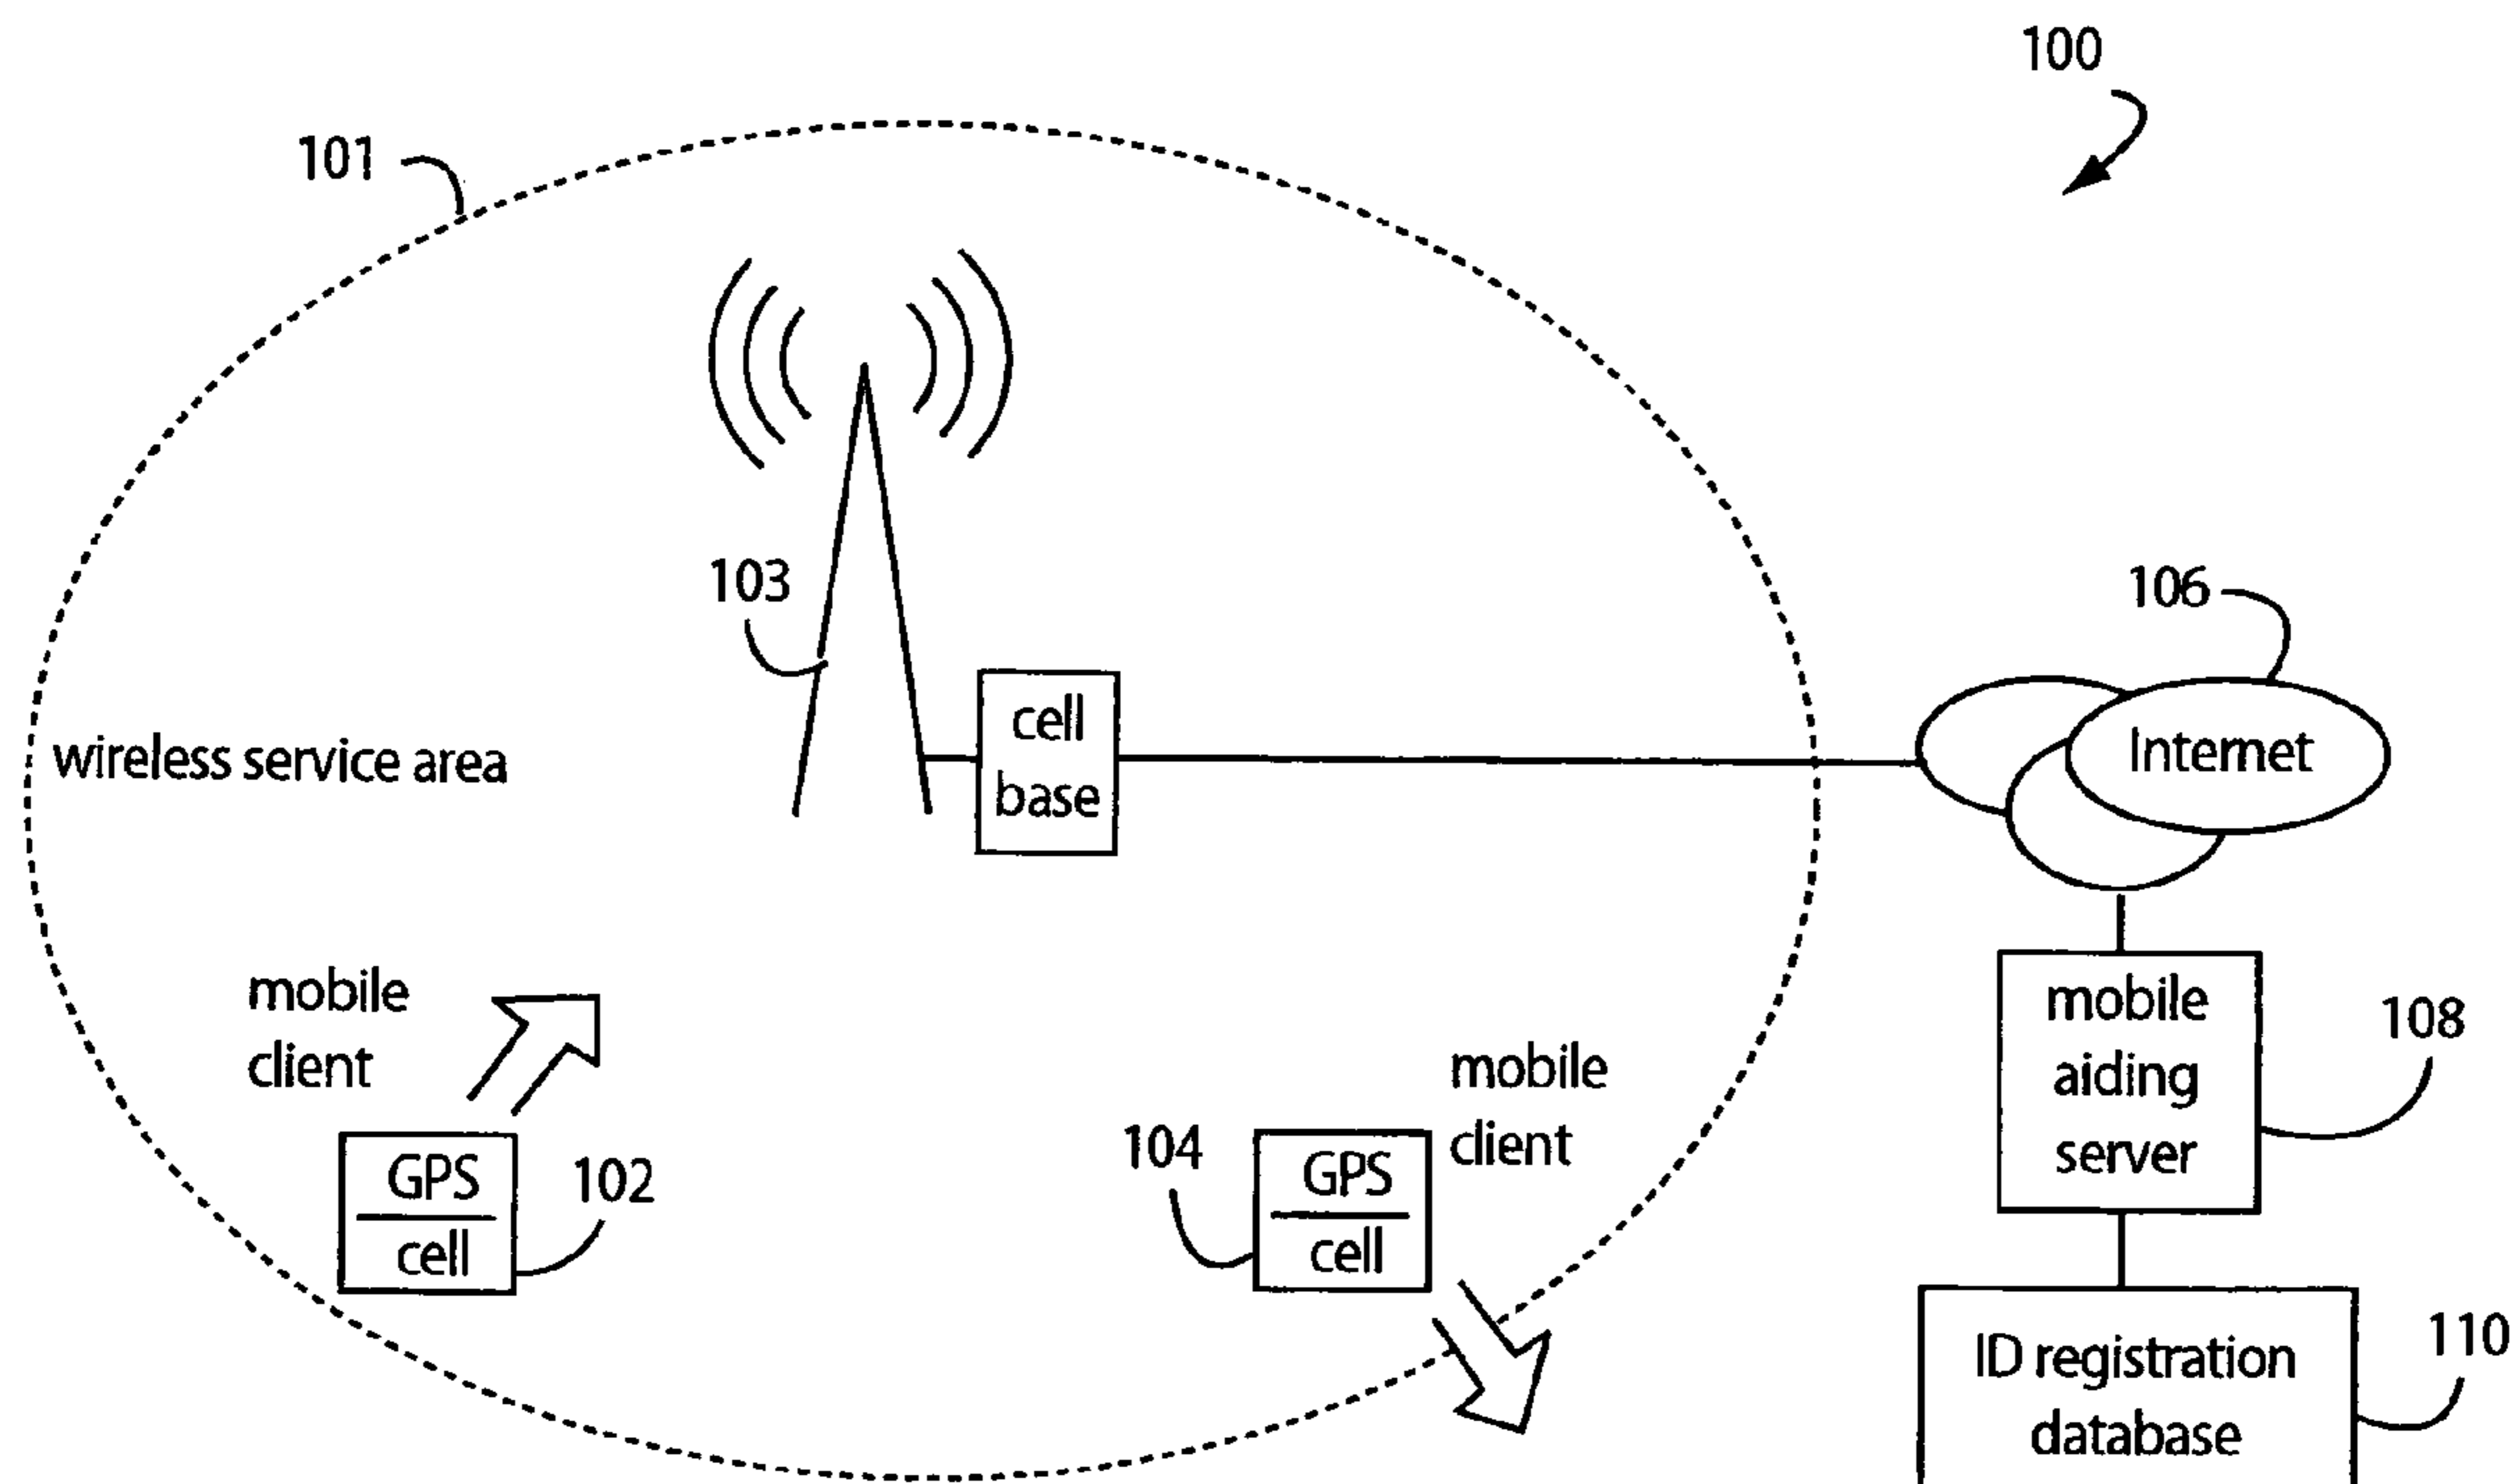 100
101
103
106
cell
base
Internet
wireless service area
mobile
client
mobile
aiding
server
108
mobile
client
GPS
cell
102
104
GPS
cell
ID registration
database
110